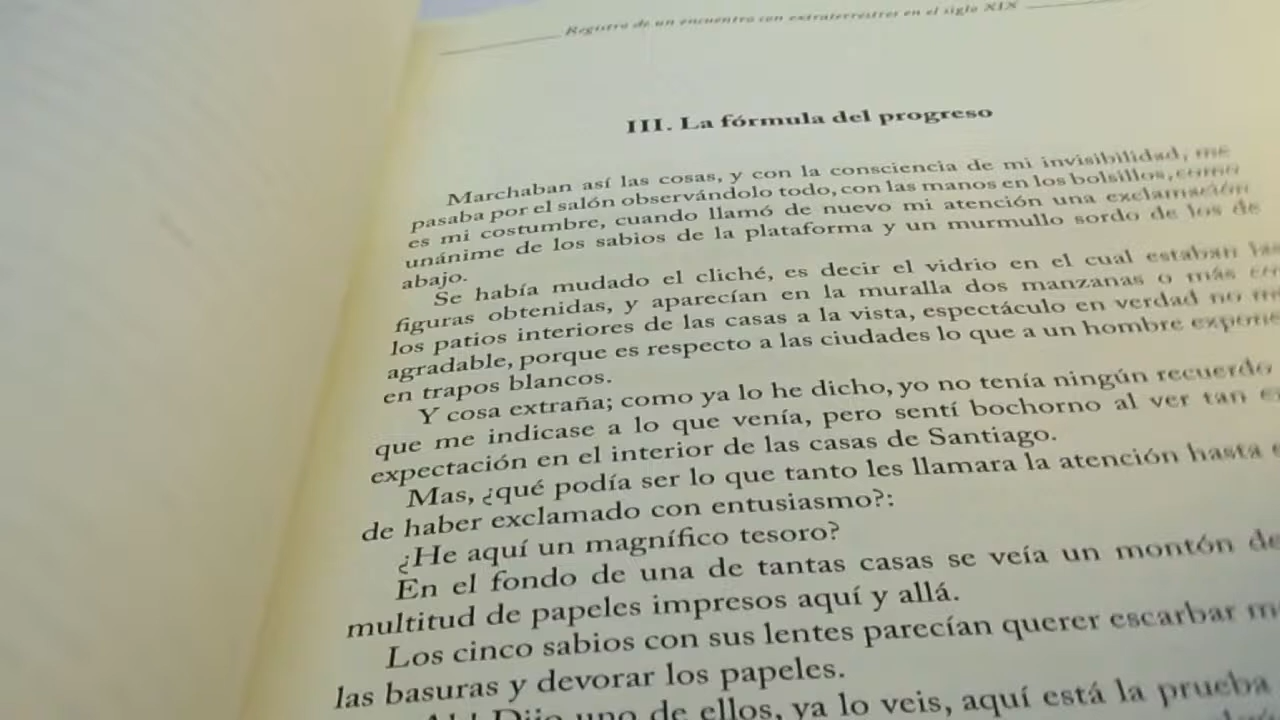 Registro de un encuentro con extraterrestres en el siglo XIX
III. La fórmula del progreso
Marchaban así las cosas, y con la consciencia de mi invisibilidad, me
pasaba por el salón observándolo todo, con las manos en los bolsillos, como
es mi costumbre, cuando llamó de nuevo mi atención una exclamación
unánime de los sabios de la plataforma y un murmullo sordo de los de
abajo.
Se había mudado el cliché, es decir el vidrio en el cual estaban las
figuras obtenidas, y aparecían en la muralla dos manzanas o más
los patios interiores de las casas a la vista, espectáculo en verdad no
agradable, porque es respecto a las ciudades lo que a un hombre
en trapos blancos.
Y cosa extraña; como ya lo he dicho, yo no tenía ningún recuerdo
que me indicase a lo que venía, pero sentí bochorno al ver tan
expectación en el interior de las casas de Santiago.
Mas, ¿qué podía ser lo que tanto les llamara la atención hasta
de haber exclamado con entusiasmo?:
¿He aquí un magnífico tesoro?
En el fondo de una de tantas casas se veía un montón de
multitud de papeles impresos aquí y allá.
Los cinco sabios con sus lentes parecían querer escarbar
las basuras y devorar los papeles.
Dijo uno de ellos, ya lo veis, aquí está la prueba